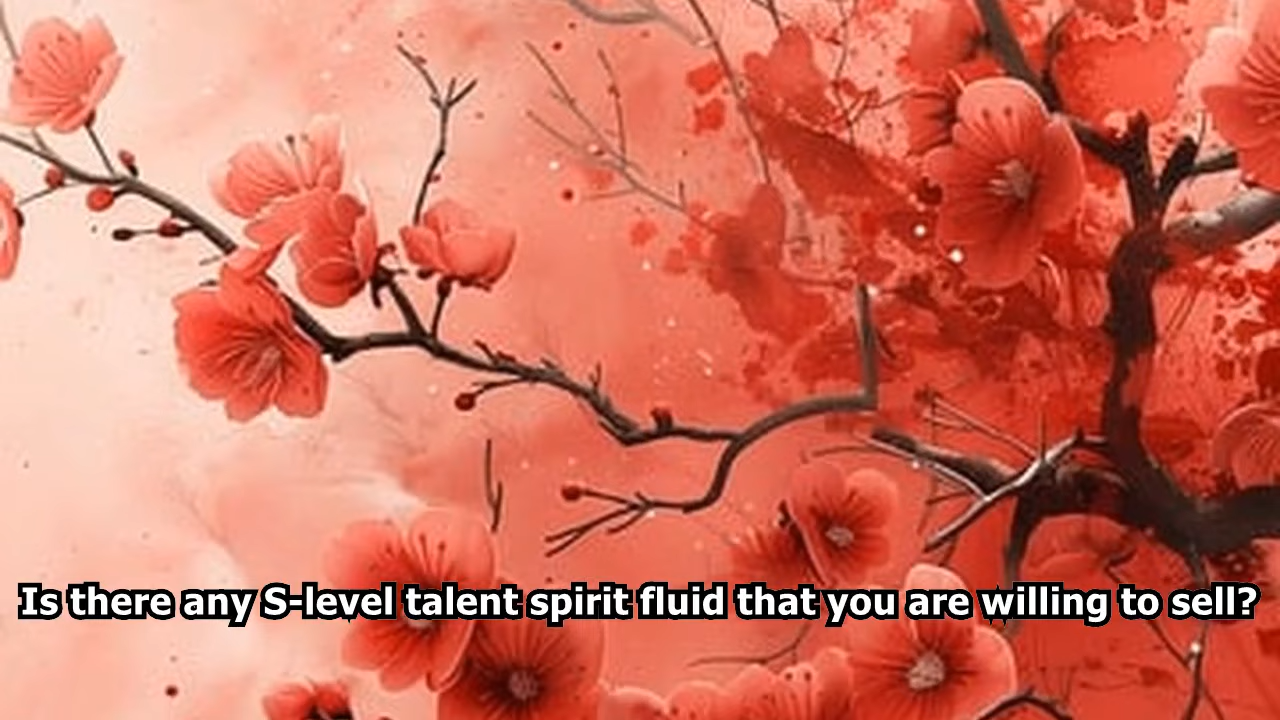 Is there any S-level talent spirit fluid that you are willing to sell?